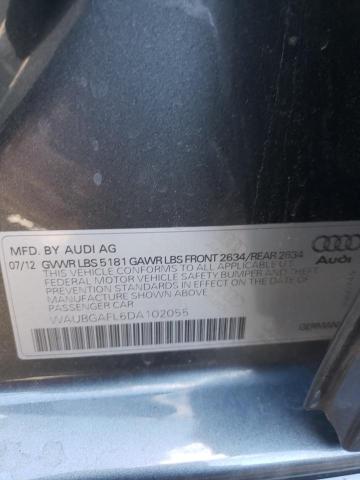 MFD. BY AUDI AG
07/12 GVWR LBS 5181 GAWR LBS FRONT 2634/REAR 2634
THIS VEHICLE CONFORMS TO ALL APPLICABLE U.S.
FEDERAL MOTOR VEHICLE SAFETY BUMPER AND THEFT
PREVENTION STANDARDS IN EFFECT ON THE DATE OF
MANUFACTURE SHOWN ABOVE
PASSENGER CAR
WAUBGAFL6DA102055
Audi
GERMAN